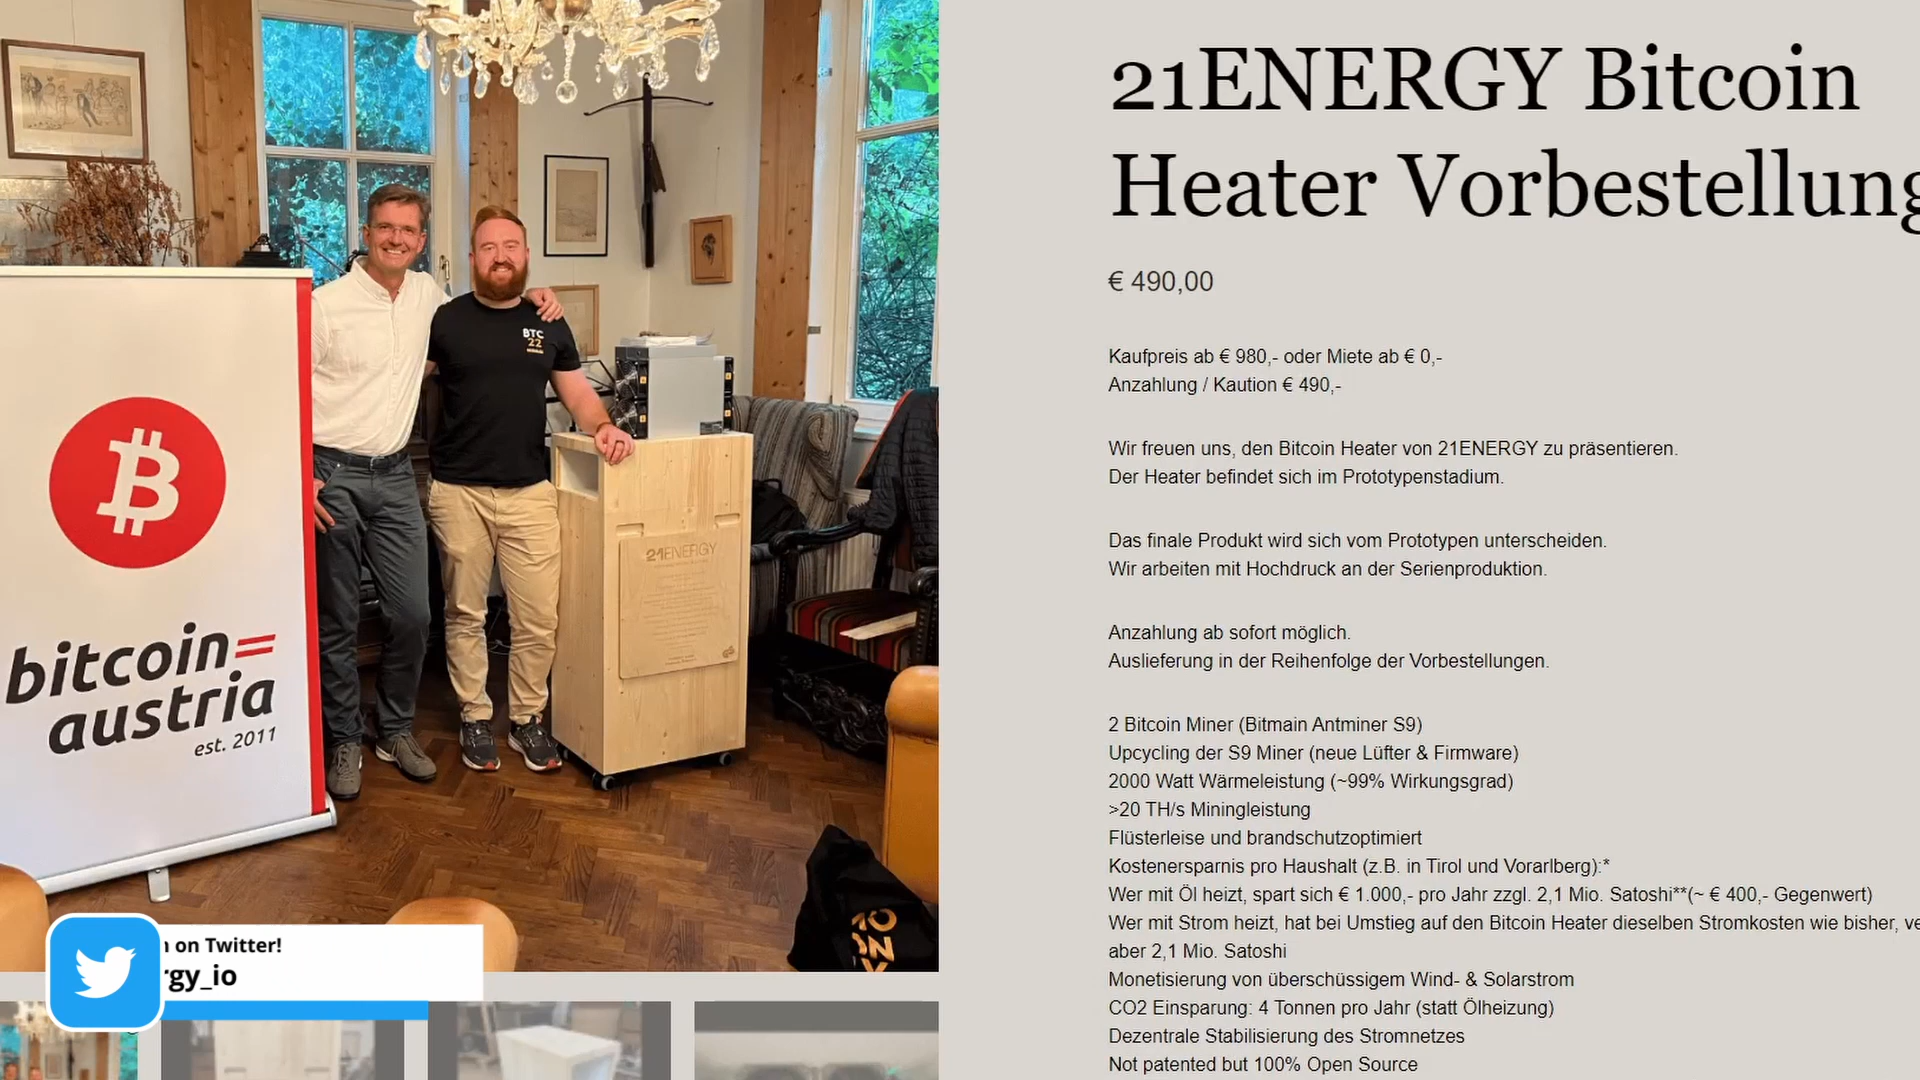 21ENERGY Bitcoin
Heater Vorbestellung
€ 490,00
Kaufpreis ab € 980,- oder Miete ab € 0,-
Anzahlung / Kaution € 490,-
Wir freuen uns, den Bitcoin Heater von 21ENERGY zu präsentieren.
Der Heater befindet sich im Prototypenstadium.
Das finale Produkt wird sich vom Prototypen unterscheiden.
Wir arbeiten mit Hochdruck an der Serienproduktion.
Anzahlung ab sofort möglich.
Auslieferung in der Reihenfolge der Vorbestellungen.
2 Bitcoin Miner (Bitmain Antminer S9)
Upcycling der S9 Miner (neue Lüfter & Firmware)
2000 Watt Wärmeleistung (~99% Wirkungsgrad)
>20 TH/s Miningleistung
Flüsterleise und brandschutzoptimiert
Kostenersparnis pro Haushalt (z.B. in Tirol und Vorarlberg):*
Wer mit Öl heizt, spart sich € 1.000,- pro Jahr zzgl. 2,1 Mio. Satoshi**(~ € 400,- Gegenwert)
Wer mit Strom heizt, hat bei Umstieg auf den Bitcoin Heater dieselben Stromkosten wie bisher,
aber 2,1 Mio. Satoshi
Monetisierung von überschüssigem Wind- & Solarstrom
CO2 Einsparung: 4 Tonnen pro Jahr (statt Ölheizung)
Dezentrale Stabilisierung des Stromnetzes
Not patented but 100% Open Source
BTC
22
21ENERGY
bitcoin=
austria
est. 2011
on Twitter!
rgy_io